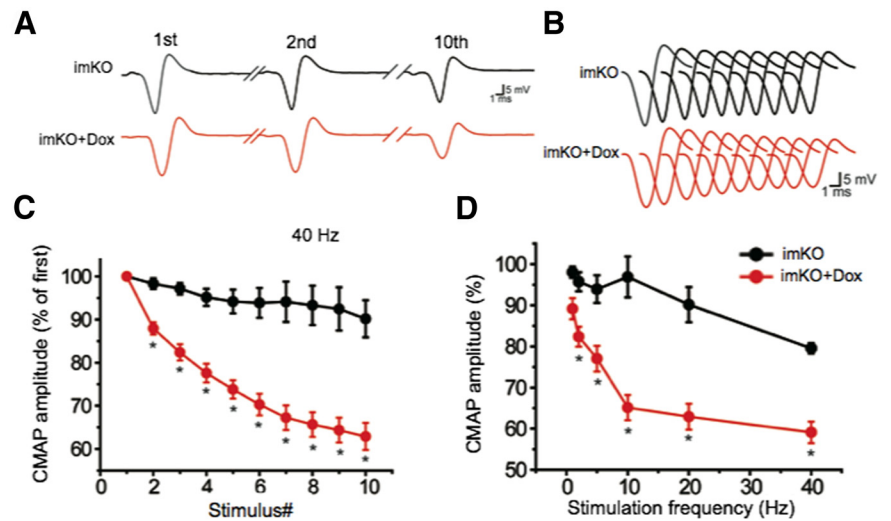 A
1st 2nd 10th
imKO
5 mV
1 ms
imKO+Dox
B
imKO
imKO+Dox
5 mV
1 ms
C
40 Hz
CMAP amplitude (% of first)
100
90
80
70
60
* * * * * * * * *
0 2 4 6 8 10
Stimulus#
D
imKO
imKO+Dox
CMAP amplitude (%)
100
90
80
70
60
50
* * * * *
0 10 20 30 40
Stimulation frequency (Hz)